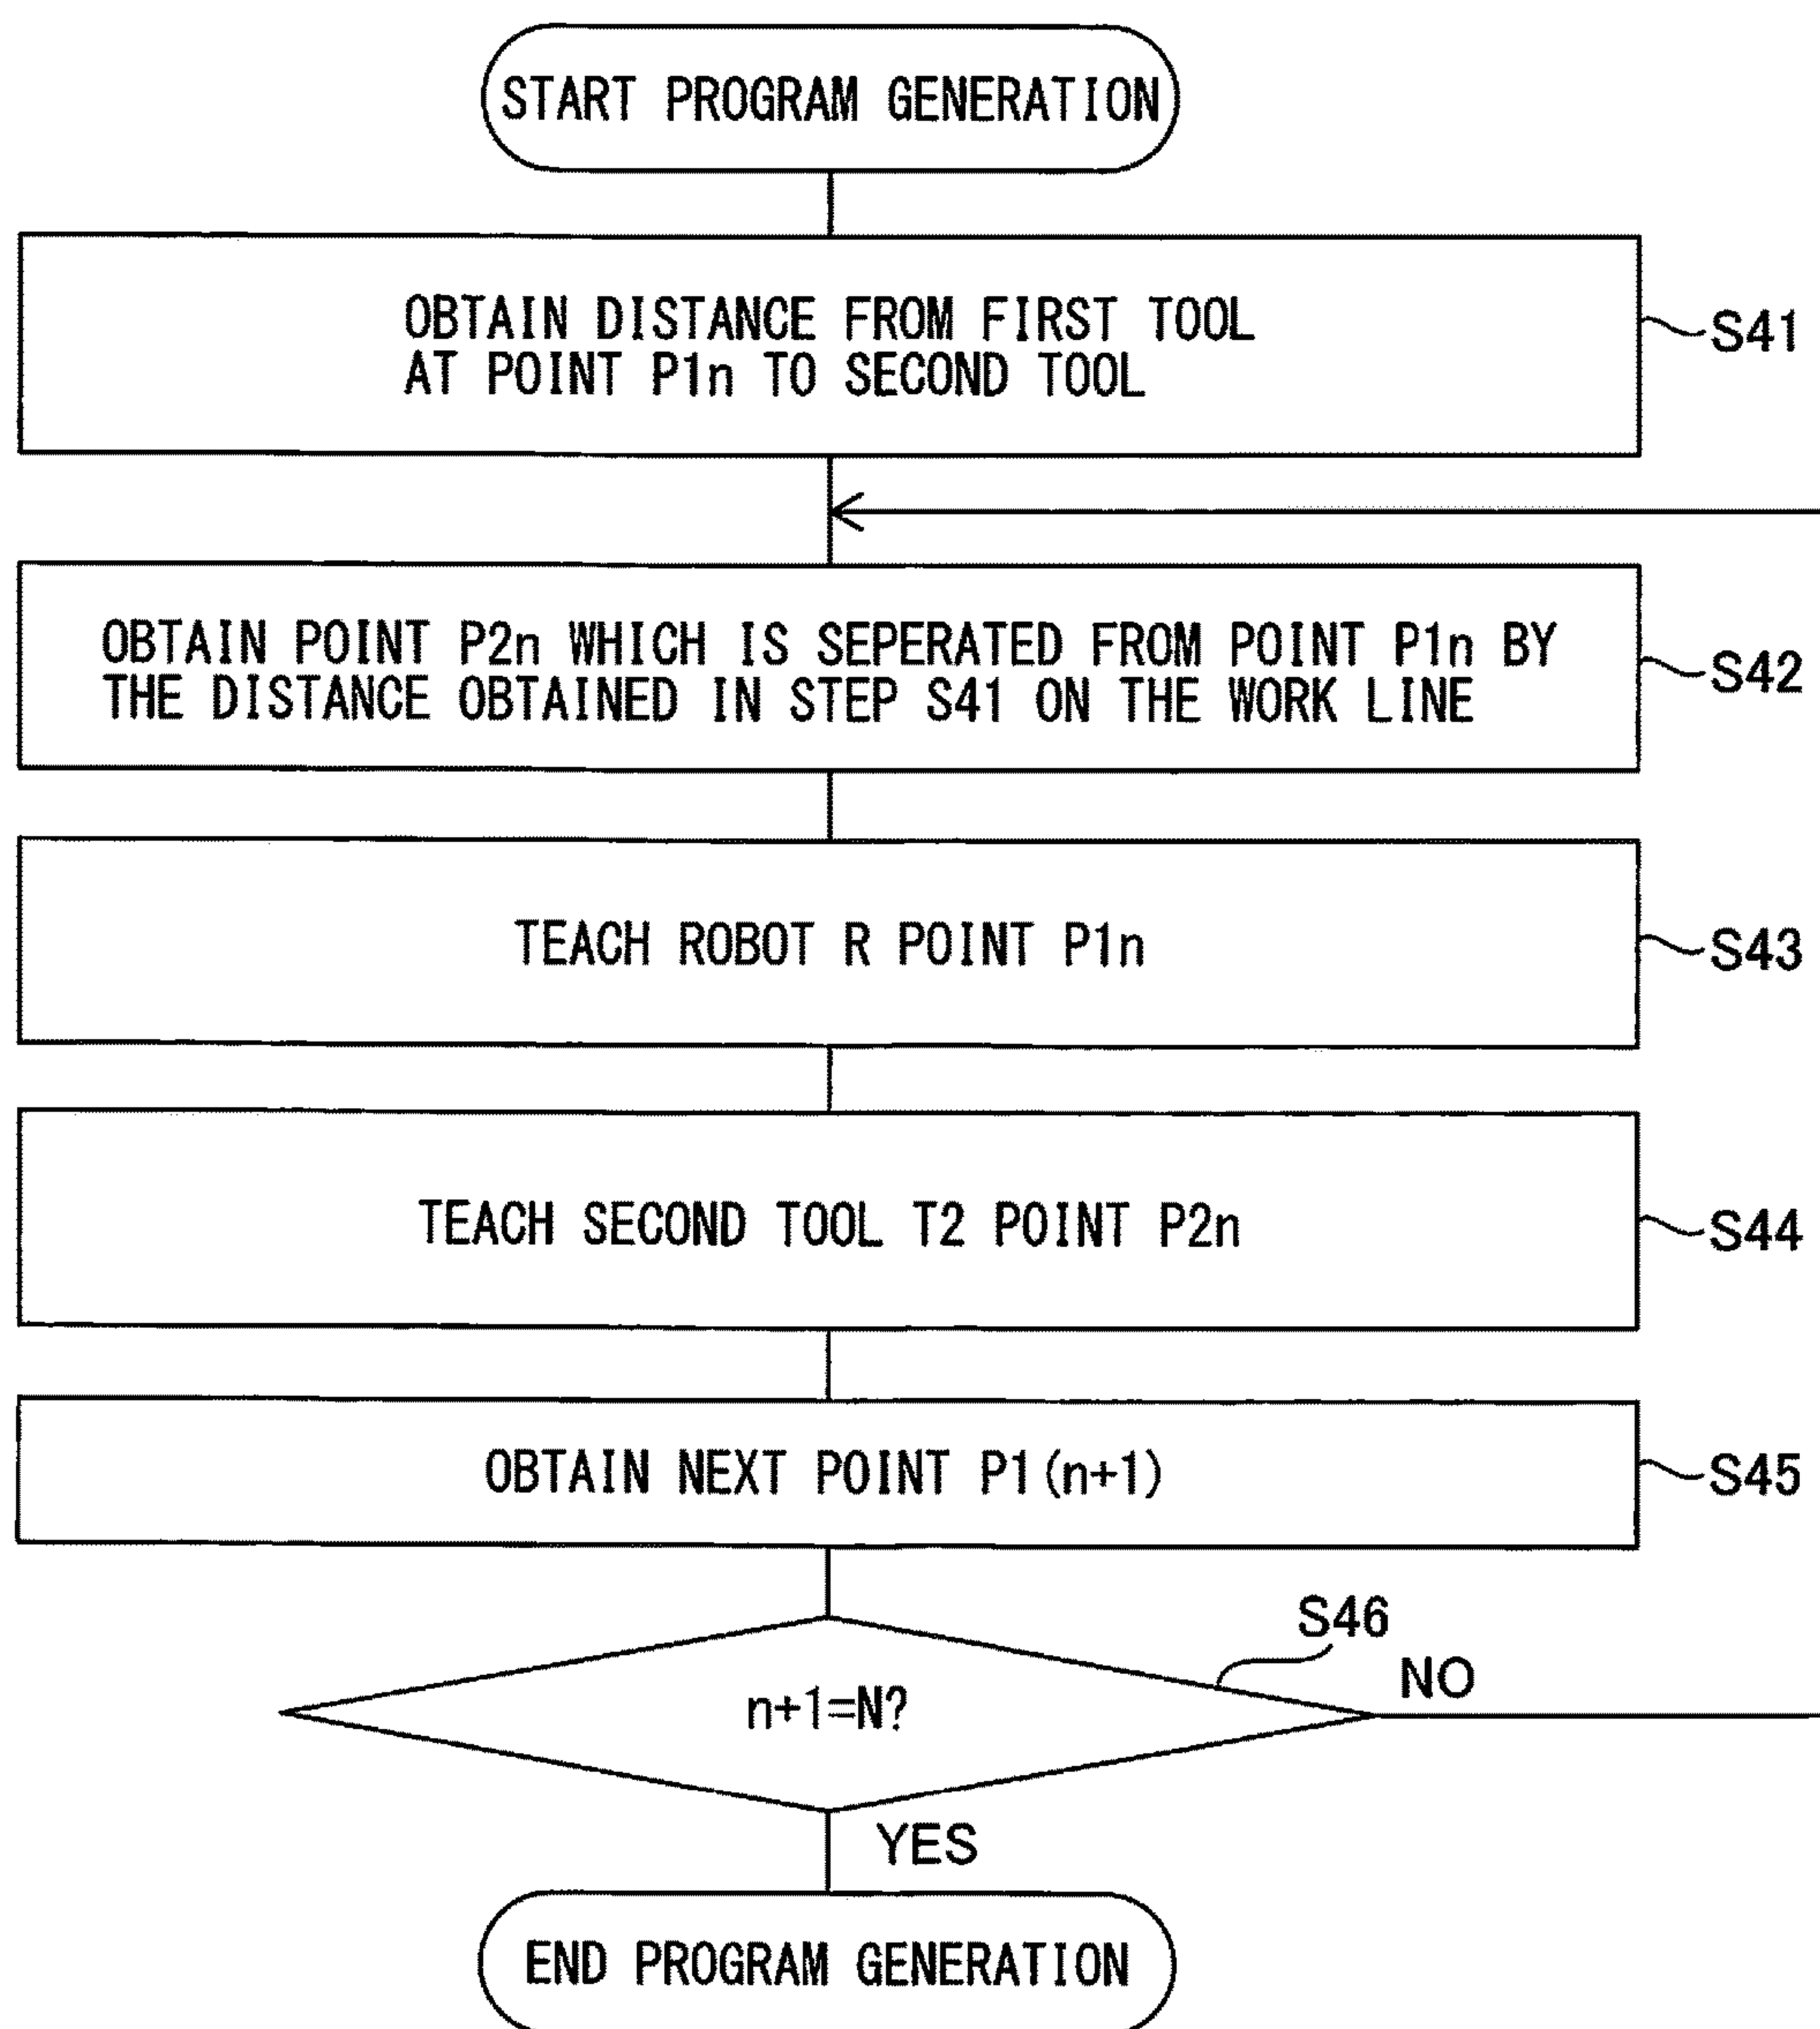 START PROGRAM GENERATION
OBTAIN DISTANCE FROM FIRST TOOL
AT POINT P1n TO SECOND TOOL
S41
OBTAIN POINT P2n WHICH IS SEPERATED FROM POINT P1n BY
THE DISTANCE OBTAINED IN STEP S41 ON THE WORK LINE
S42
TEACH ROBOT R POINT P1n
S43
TEACH SECOND TOOL T2 POINT P2n
S44
OBTAIN NEXT POINT P1(n+1)
S45
S46
NO
n+1=N?
YES
END PROGRAM GENERATION